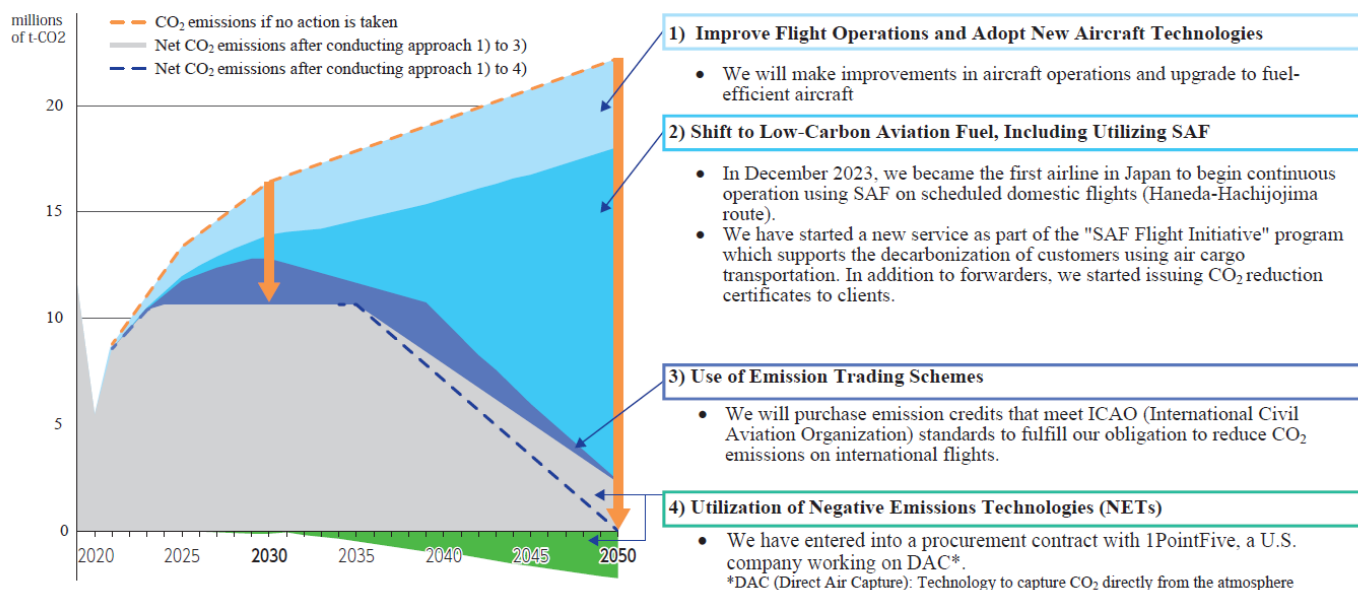 millions
of t-CO2
CO₂ emissions if no action is taken
Net CO₂ emissions after conducting approach 1) to 3)
Net CO₂ emissions after conducting approach 1) to 4)
20
15
10
5
0
2020
2025
2030
2035
2040
2045
2050
1) Improve Flight Operations and Adopt New Aircraft Technologies
• We will make improvements in aircraft operations and upgrade to fuel-
efficient aircraft
2) Shift to Low-Carbon Aviation Fuel, Including Utilizing SAF
• In December 2023, we became the first airline in Japan to begin continuous
operation using SAF on scheduled domestic flights (Haneda-Hachijojima
route).
• We have started a new service as part of the "SAF Flight Initiative" program
which supports the decarbonization of customers using air cargo
transportation. In addition to forwarders, we started issuing CO₂ reduction
certificates to clients.
3) Use of Emission Trading Schemes
• We will purchase emission credits that meet ICAO (International Civil
Aviation Organization) standards to fulfill our obligation to reduce CO₂
emissions on international flights.
4) Utilization of Negative Emissions Technologies (NETs)
• We have entered into a procurement contract with 1PointFive, a U.S.
company working on DAC*.
*DAC (Direct Air Capture): Technology to capture CO₂ directly from the atmosphere